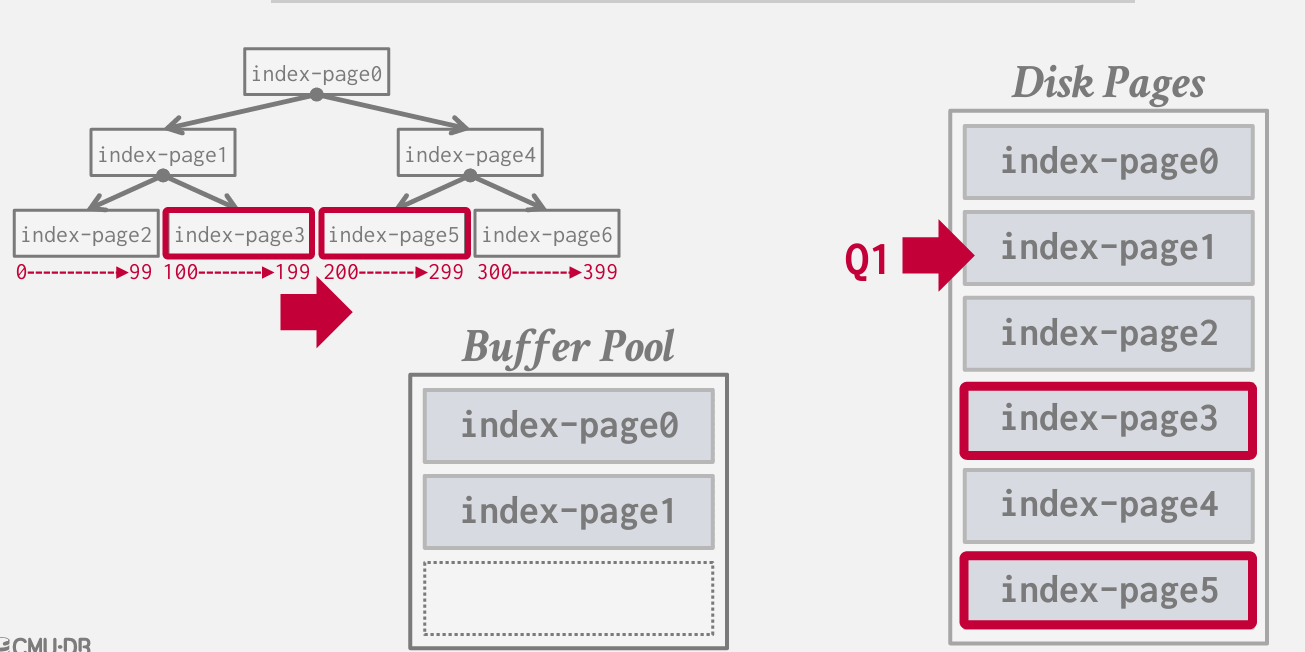 index-page0
index-page1
index-page4
index-page2
index-page3
index-page5
index-page6
0----------▶99
100-------▶199
200-------▶299
300-------▶399
Buffer Pool
index-page0
index-page1
Q1
Disk Pages
index-page0
index-page1
index-page2
index-page3
index-page4
index-page5
CMU·DB